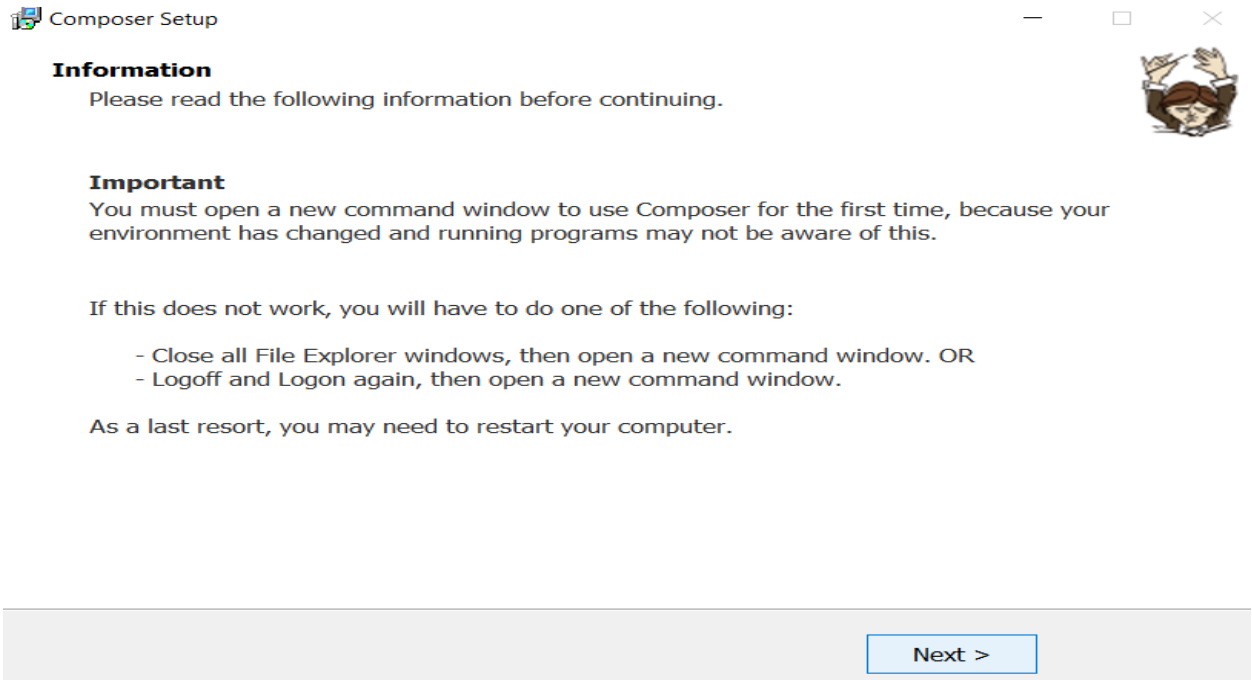 Composer Setup
Information
Please read the following information before continuing.
Important
You must open a new command window to use Composer for the first time, because your
environment has changed and running programs may not be aware of this.
If this does not work, you will have to do one of the following:
- Close all File Explorer windows, then open a new command window. OR
- Logoff and Logon again, then open a new command window.
As a last resort, you may need to restart your computer.
Next >